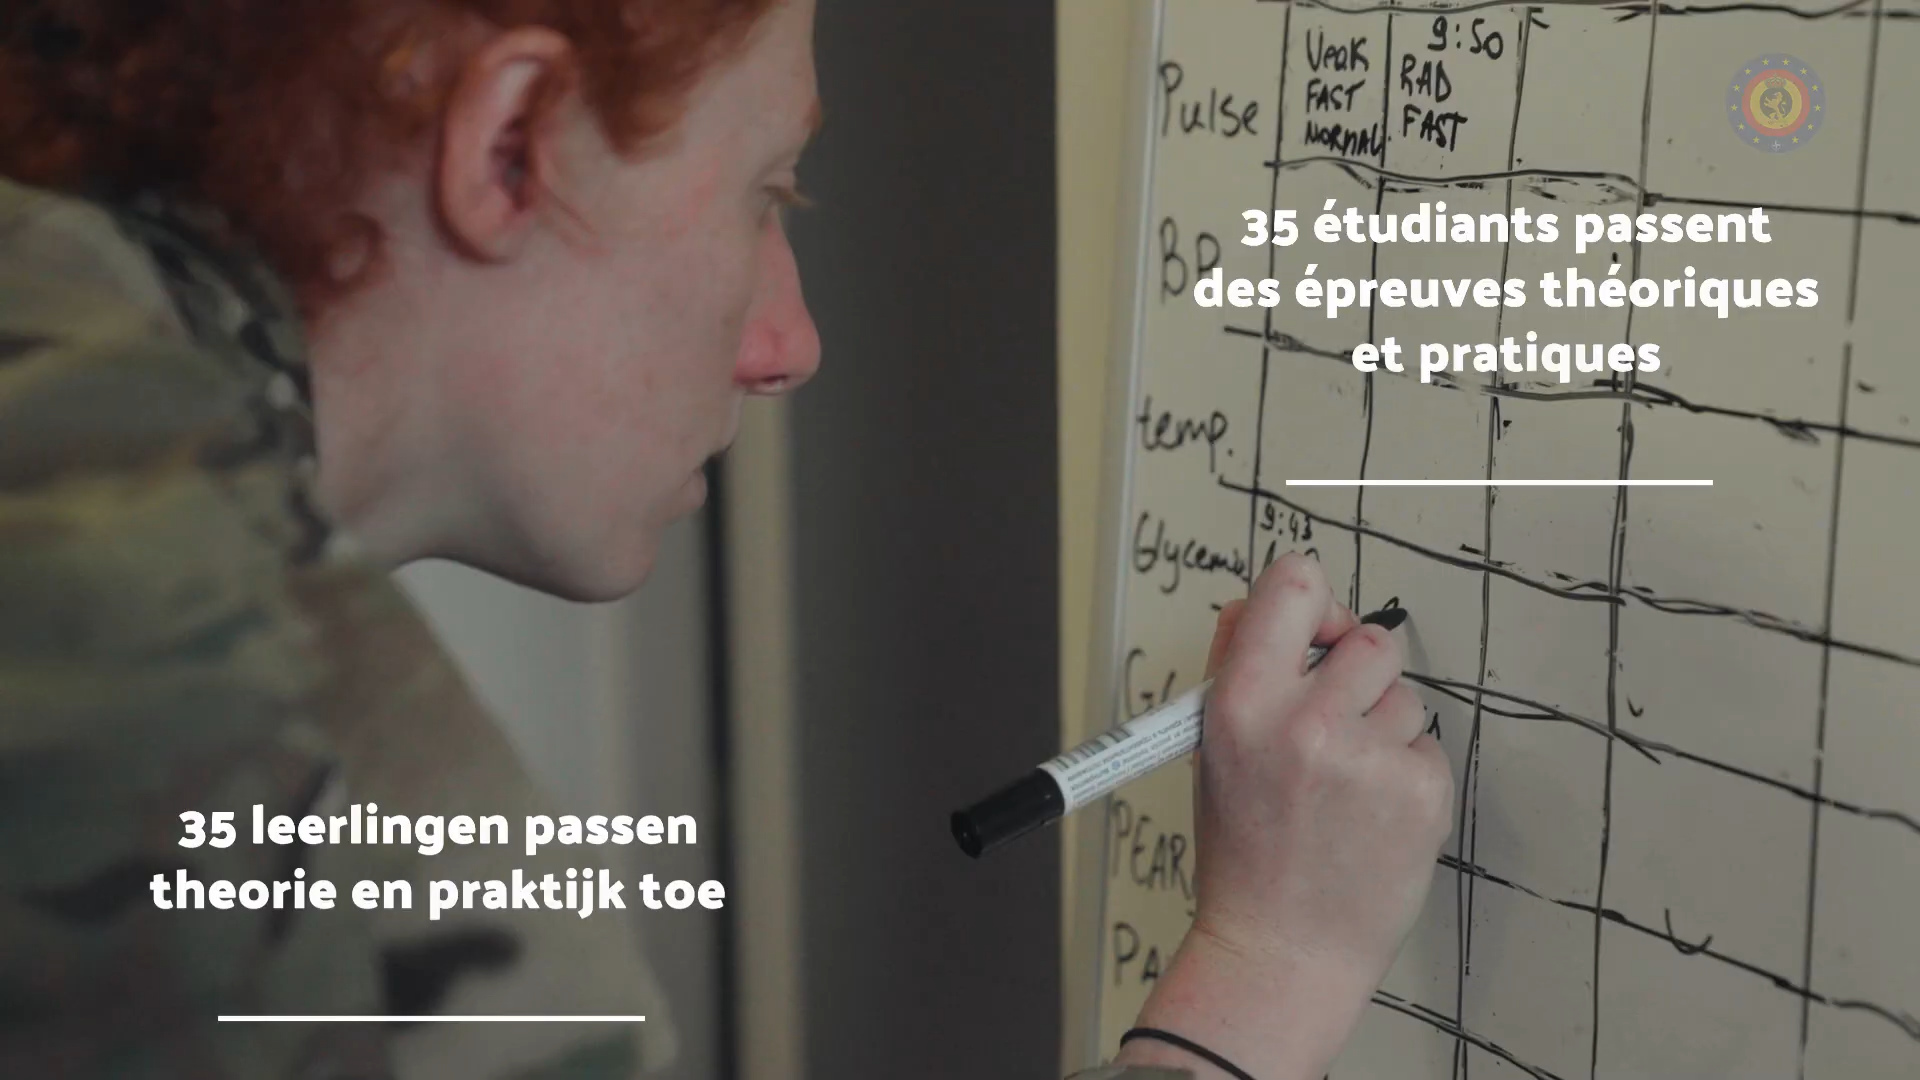 9:50
Pulse
VeaK
FAST
NORMAL
RAD
FAST
35 étudiants passent
des épreuves théoriques
et pratiques
BP
temp.
9:43
35 leerlingen passen
theorie en praktijk toe